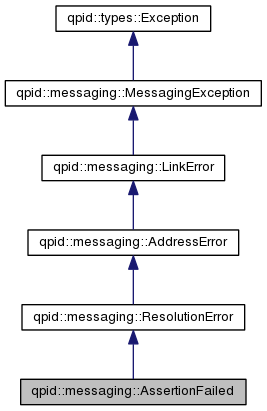 qpid::types::Exception
qpid::messaging::MessagingException
qpid::messaging::LinkError
qpid::messaging::AddressError
qpid::messaging::ResolutionError
qpid::messaging::AssertionFailed